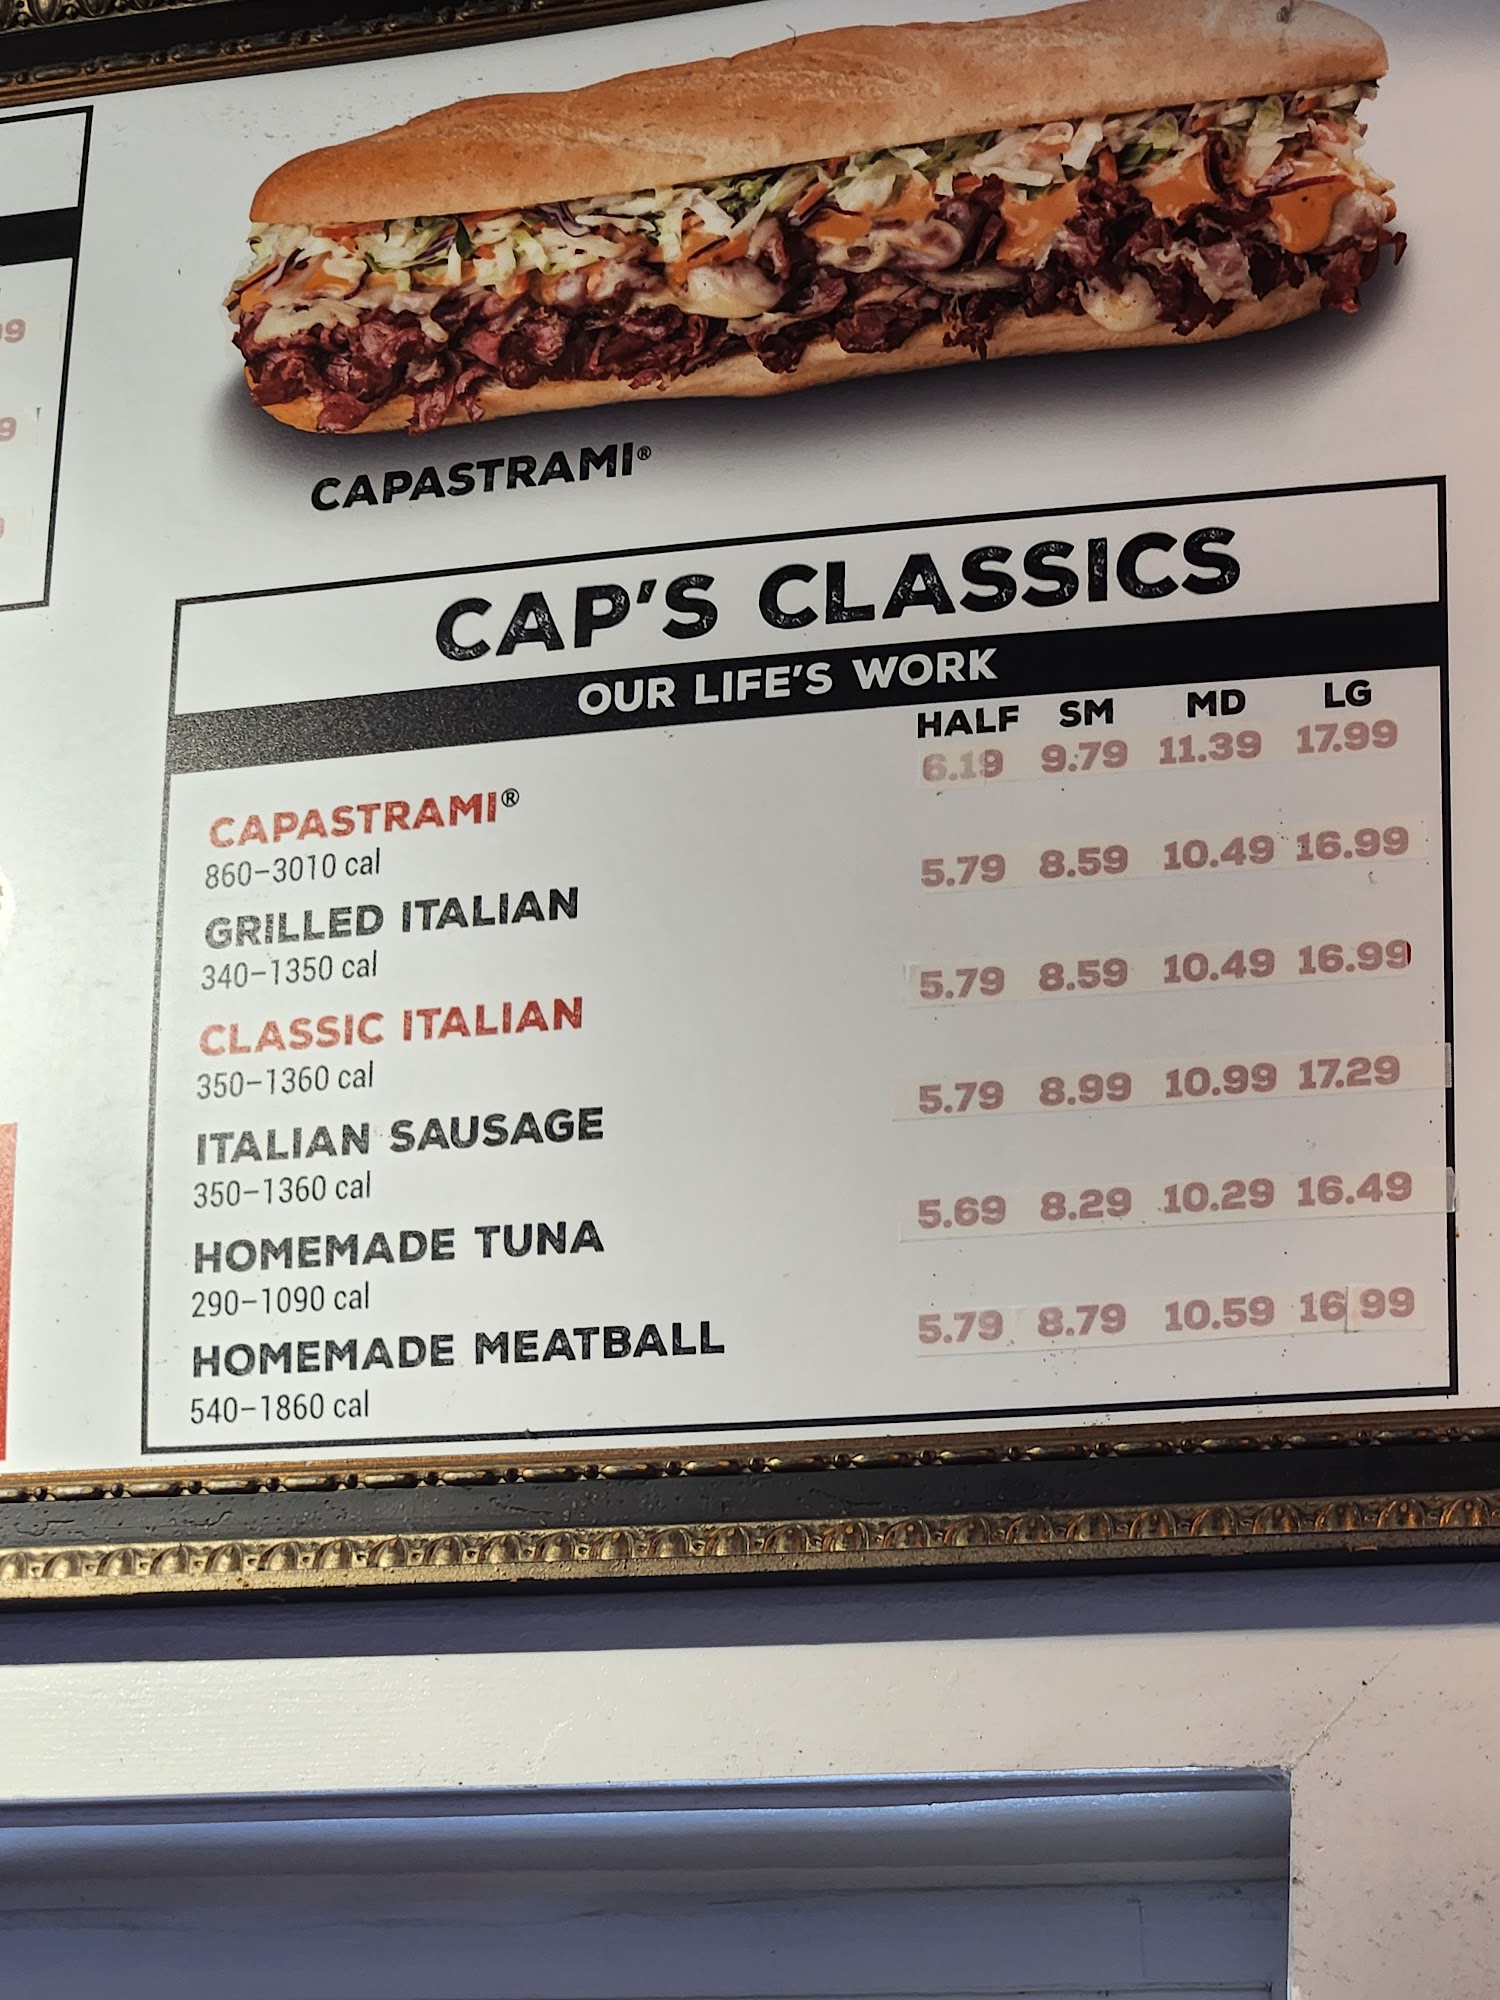 CAPASTRAMI®
CAP'S CLASSICS
OUR LIFE'S WORK
HALF SM MD LG
6.19 9.79 11.39 17.99
CAPASTRAMI®
860–3010 cal
5.79 8.59 10.49 16.99
GRILLED ITALIAN
340–1350 cal
5.79 8.59 10.49 16.99
CLASSIC ITALIAN
350–1360 cal
5.79 8.99 10.99 17.29
ITALIAN SAUSAGE
350–1360 cal
5.69 8.29 10.29 16.49
HOMEMADE TUNA
290–1090 cal
5.79 8.79 10.59 16.99
HOMEMADE MEATBALL
540–1860 cal